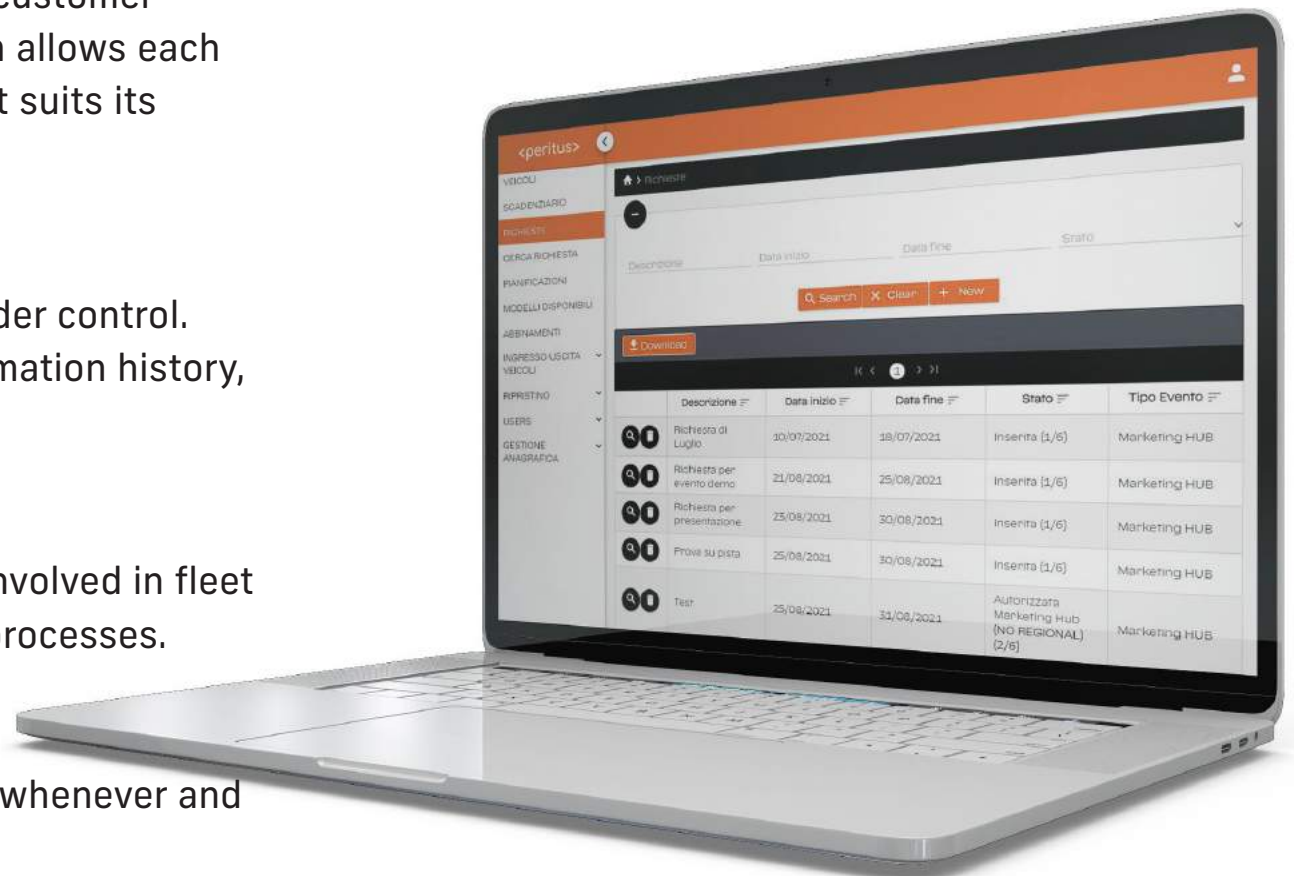 customer
allows each
t suits its
der control.
mation history,
nvolved in fleet
processes.
whenever and
<peritus>
VEICOLI
SCADENZIARIO
RICHIESTE
CERCA RICHIESTA
PIANIFICAZIONI
MODELLI DISPONIBILI
ABBINAMENTI
INGRESSO USCITA
VEICOLI
RIPRISTINO
USERS
GESTIONE
ANAGRAFICA
> Richieste
Descrizione Data inizio Data fine Stato
Search X Clear + New
Download
1
Descrizione Data inizio Data fine Stato Tipo Evento
Richiesta di
Luglio 10/07/2021 18/07/2021 Inserita (1/6) Marketing HUB
Richiesta per
evento demo 21/08/2021 25/08/2021 Inserita (1/6) Marketing HUB
Richiesta per
presentazione 23/08/2021 30/08/2021 Inserita (1/6) Marketing HUB
Prova su pista 25/08/2021 30/08/2021 Inserita (1/6) Marketing HUB
Test 25/08/2021 31/08/2021 Autorizzata
Marketing Hub
(NO REGIONAL)
(2/6) Marketing HUB